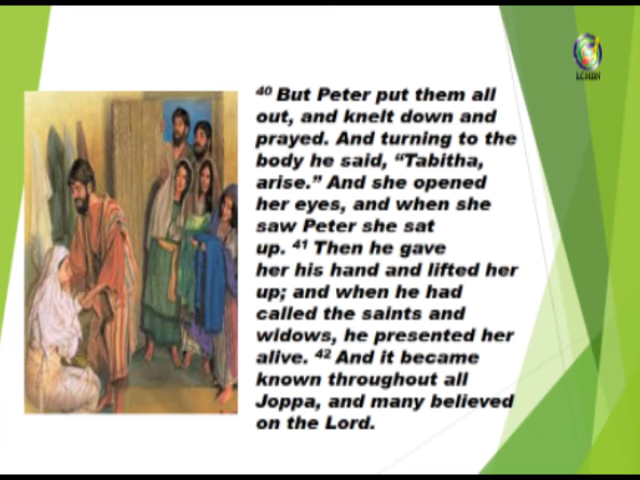 LCMBN
⁴⁰ But Peter put them all
out, and knelt down and
prayed. And turning to the
body he said, “Tabitha,
arise.” And she opened
her eyes, and when she
saw Peter she sat
up. ⁴¹ Then he gave
her his hand and lifted her
up; and when he had
called the saints and
widows, he presented her
alive. ⁴² And it became
known throughout all
Joppa, and many believed
on the Lord.